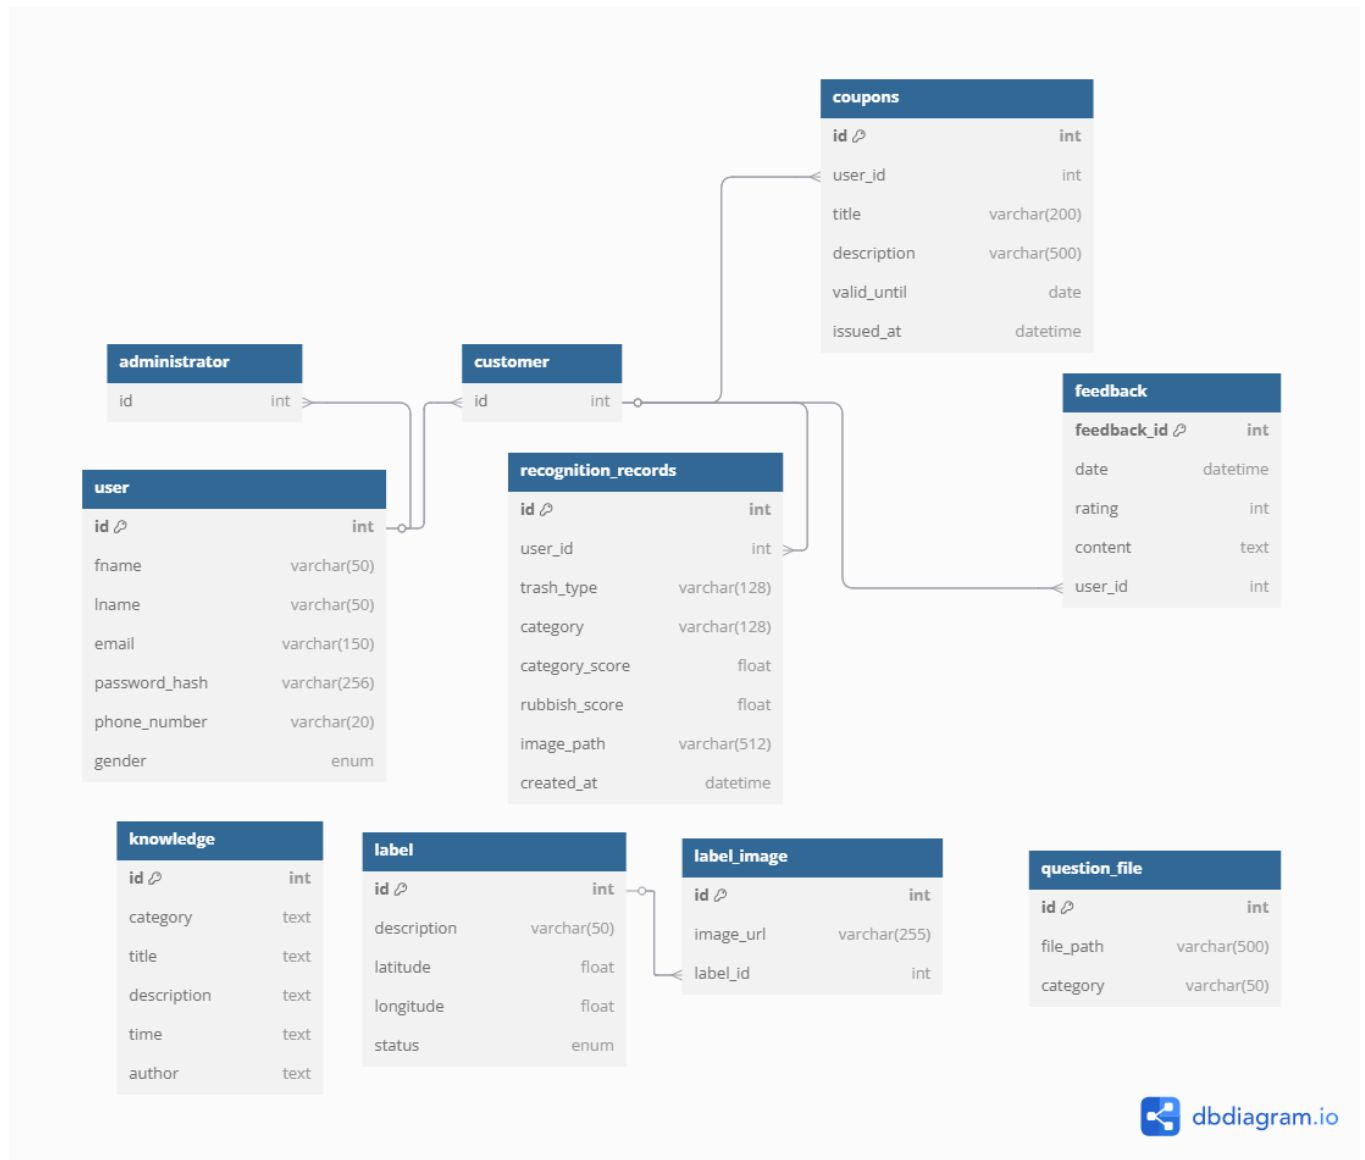 coupons
id int
user_id int
title varchar(200)
description varchar(500)
valid_until date
issued_at datetime
administrator
id int
customer
id int
feedback
feedback_id int
date datetime
rating int
content text
user_id int
user
id int
fname varchar(50)
lname varchar(50)
email varchar(150)
password_hash varchar(256)
phone_number varchar(20)
gender enum
recognition_records
id int
user_id int
trash_type varchar(128)
category varchar(128)
category_score float
rubbish_score float
image_path varchar(512)
created_at datetime
knowledge
id int
category text
title text
description text
time text
author text
label
id int
description varchar(50)
latitude float
longitude float
status enum
label_image
id int
image_url varchar(255)
label_id int
question_file
id int
file_path varchar(500)
category varchar(50)
dbdiagram.io